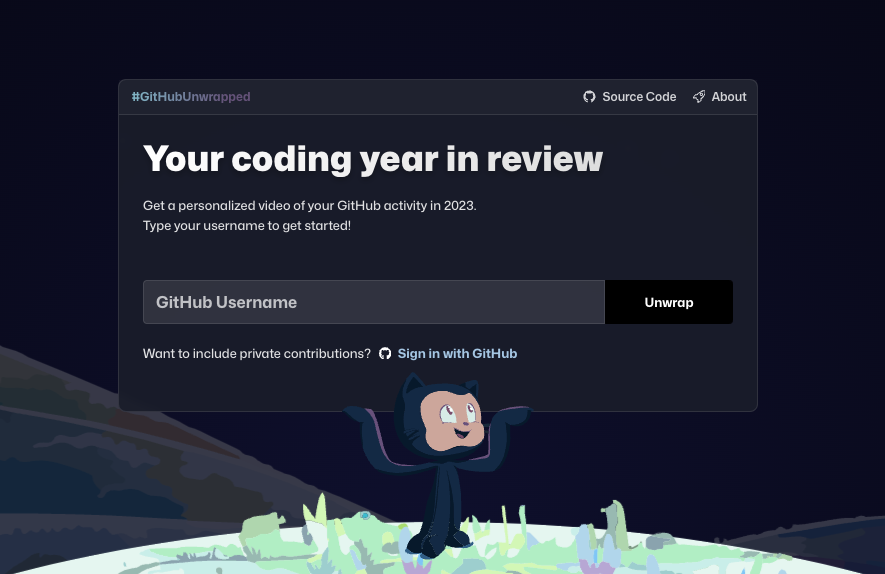 #GitHubUnwrapped
Source Code
About
Your coding year in review
Get a personalized video of your GitHub activity in 2023.
Type your username to get started!
GitHub Username
Unwrap
Want to include private contributions? Sign in with GitHub